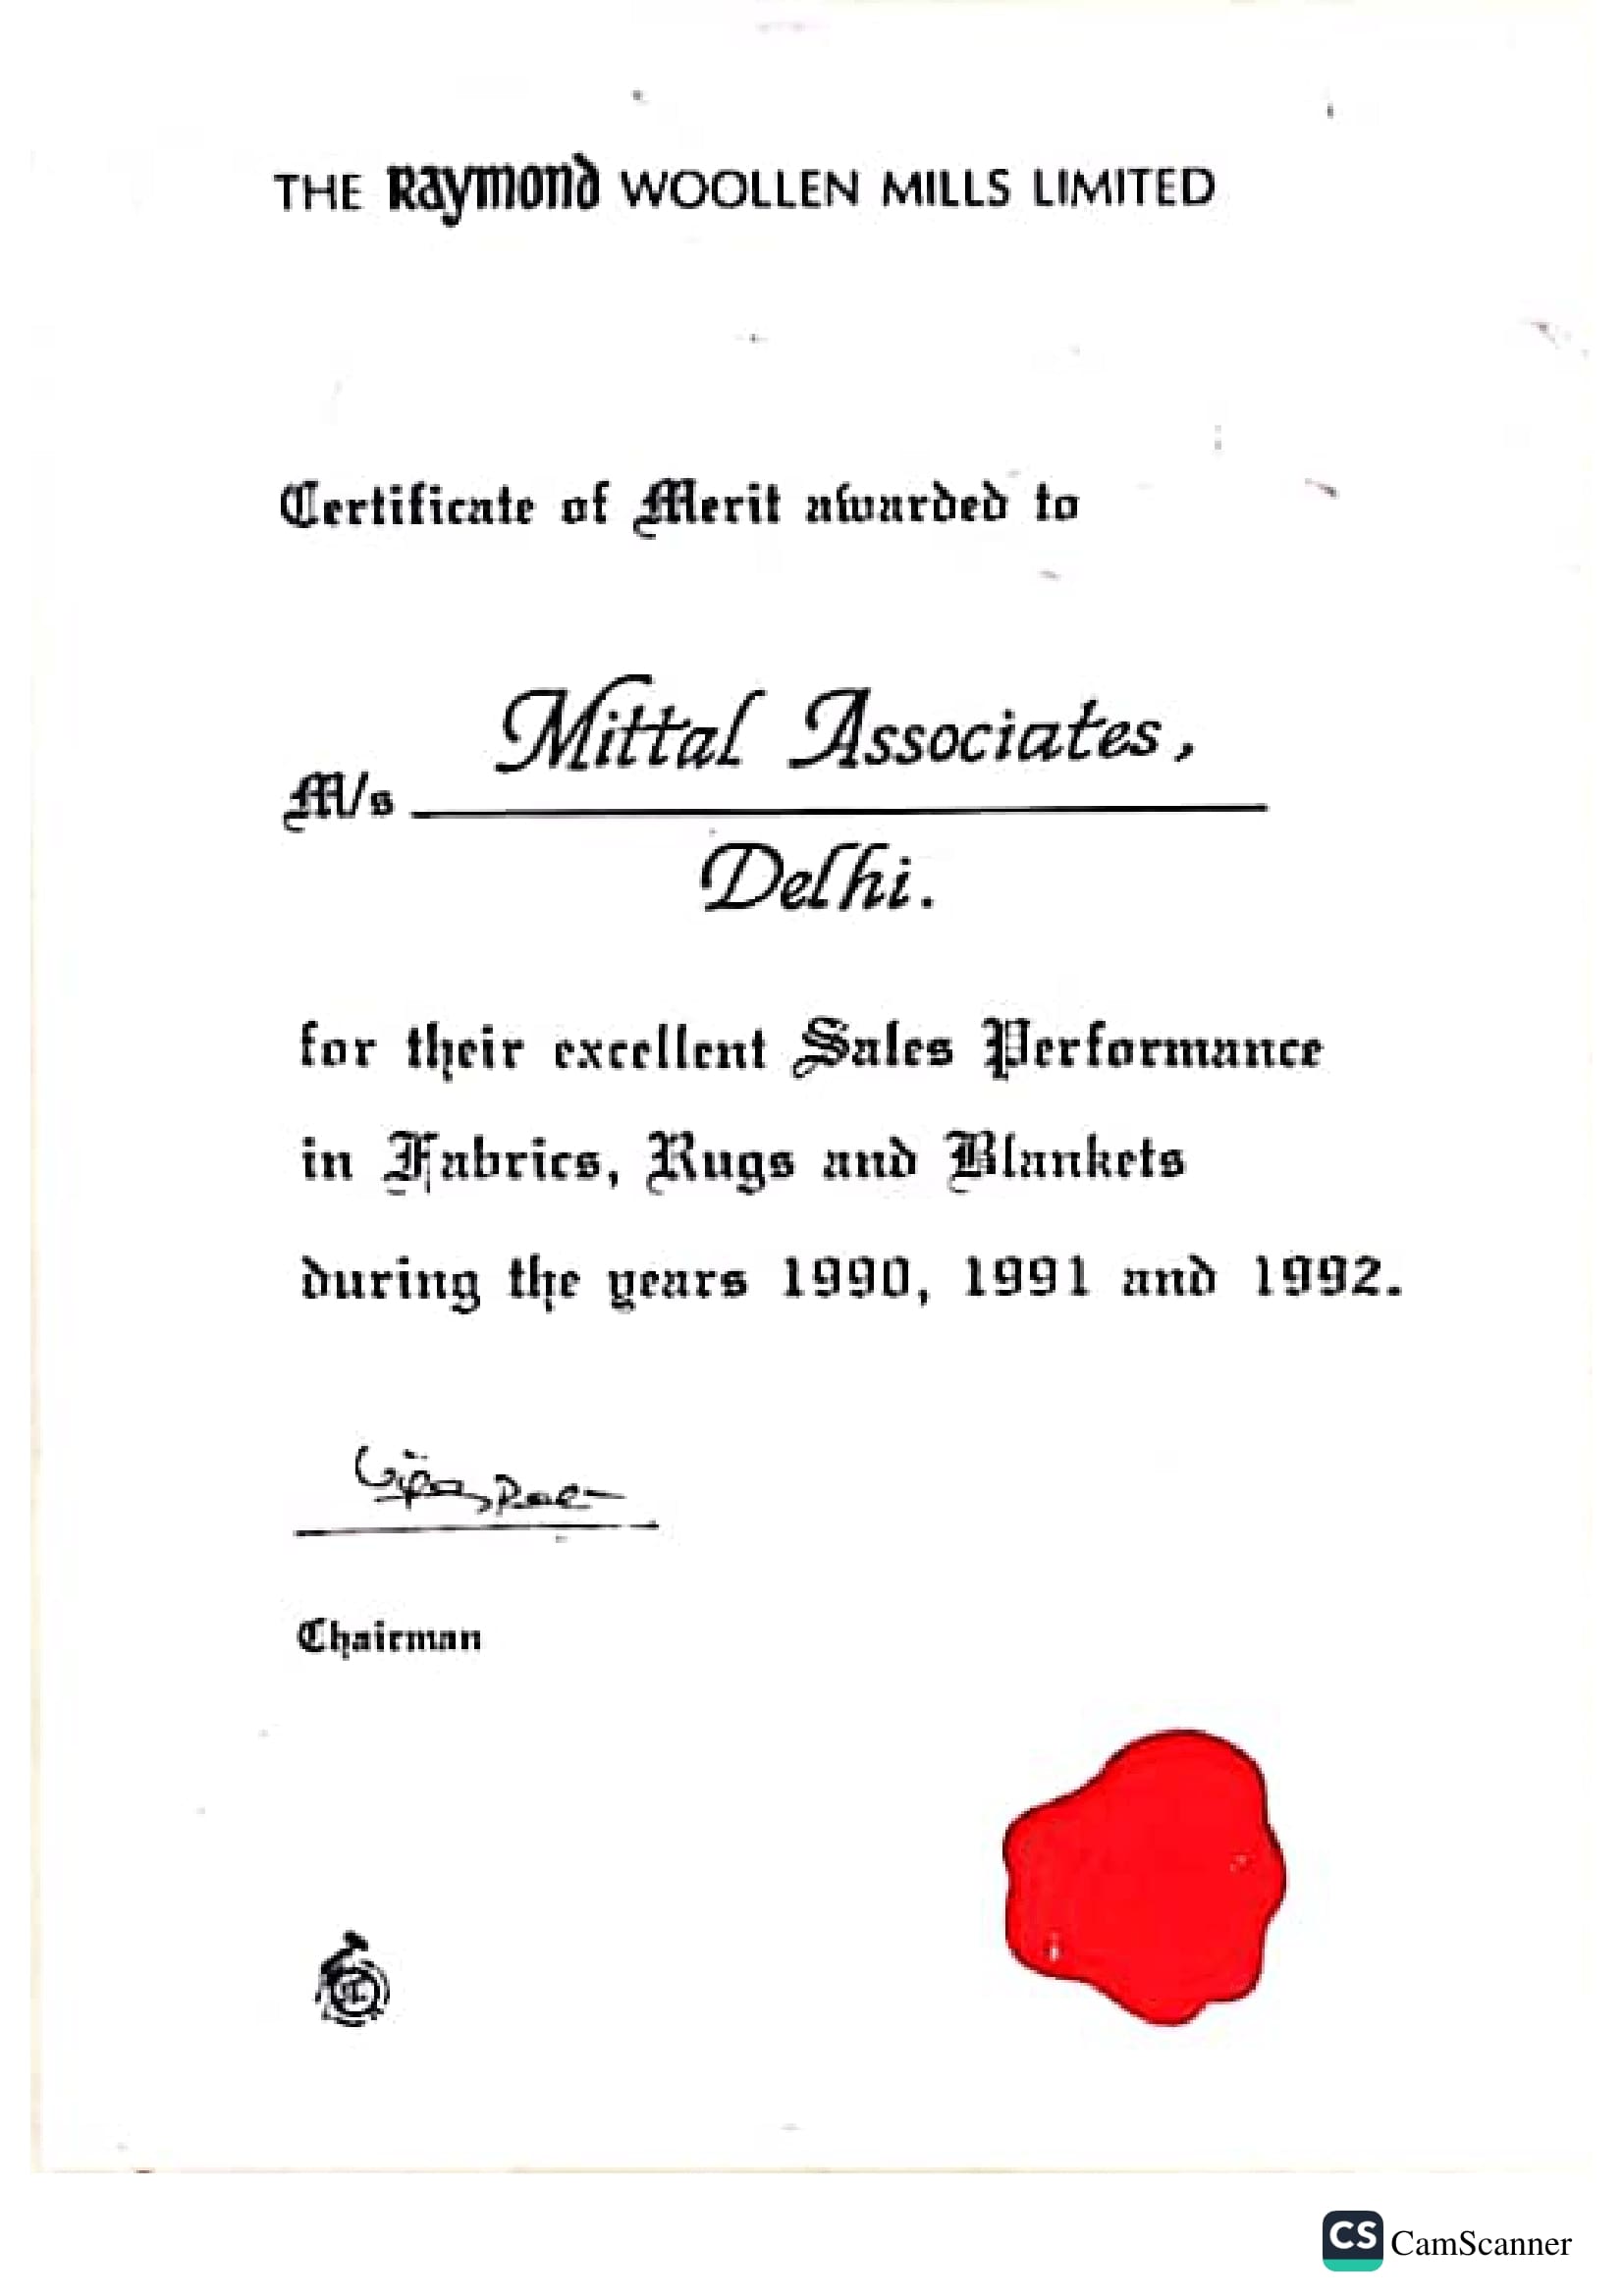 THE Raymond WOOLLEN MILLS LIMITED
Certificate of Merit awarded to
Mittal Associates,
M/s
Delhi.
for their excellent Sales Performance
in Fabrics, Rugs and Blankets
during the years 1990, 1991 and 1992.
Chairman
CS CamScanner